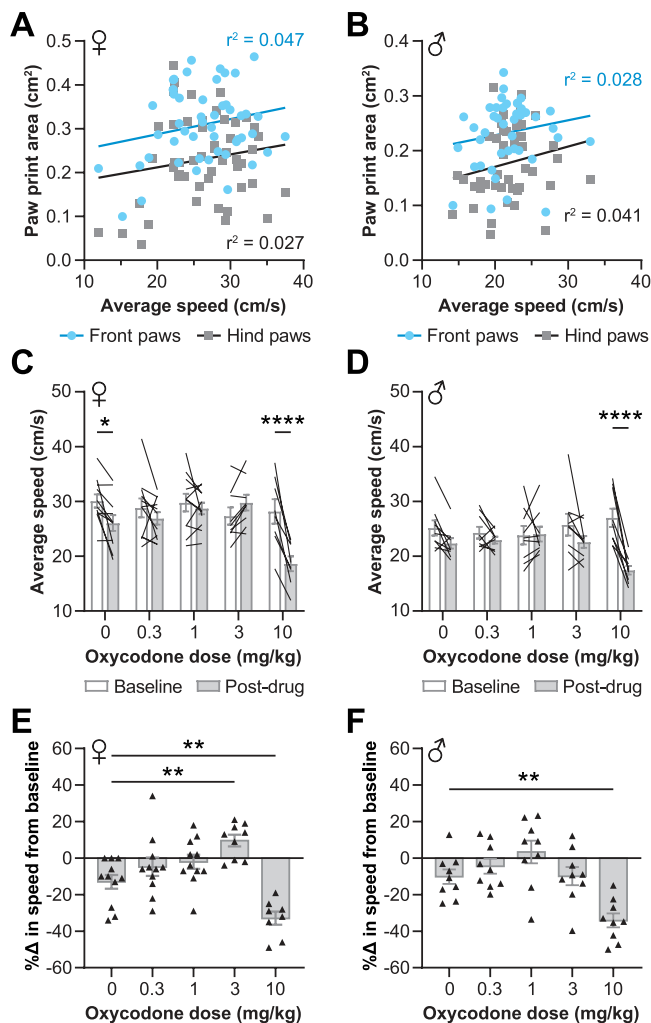 A
♀
r² = 0.047
Paw print area (cm²)
0.5
0.4
0.3
0.2
0.1
0.0
r² = 0.027
10 20 30 40
Average speed (cm/s)
Front paws Hind paws
B
♂
r² = 0.028
Paw print area (cm²)
0.4
0.3
0.2
0.1
0.0
r² = 0.041
10 20 30 40
Average speed (cm/s)
Front paws Hind paws
C
♀
Average speed (cm/s)
50
40
30
20
10
* ****
0 0.3 1 3 10
Oxycodone dose (mg/kg)
Baseline Post-drug
D
♂
Average speed (cm/s)
50
40
30
20
10
****
0 0.3 1 3 10
Oxycodone dose (mg/kg)
Baseline Post-drug
E
♀
%Δ in speed from baseline
60
40
20
0
-20
-40
-60
**
**
0 0.3 1 3 10
Oxycodone dose (mg/kg)
F
♂
%Δ in speed from baseline
60
40
20
0
-20
-40
-60
**
0 0.3 1 3 10
Oxycodone dose (mg/kg)